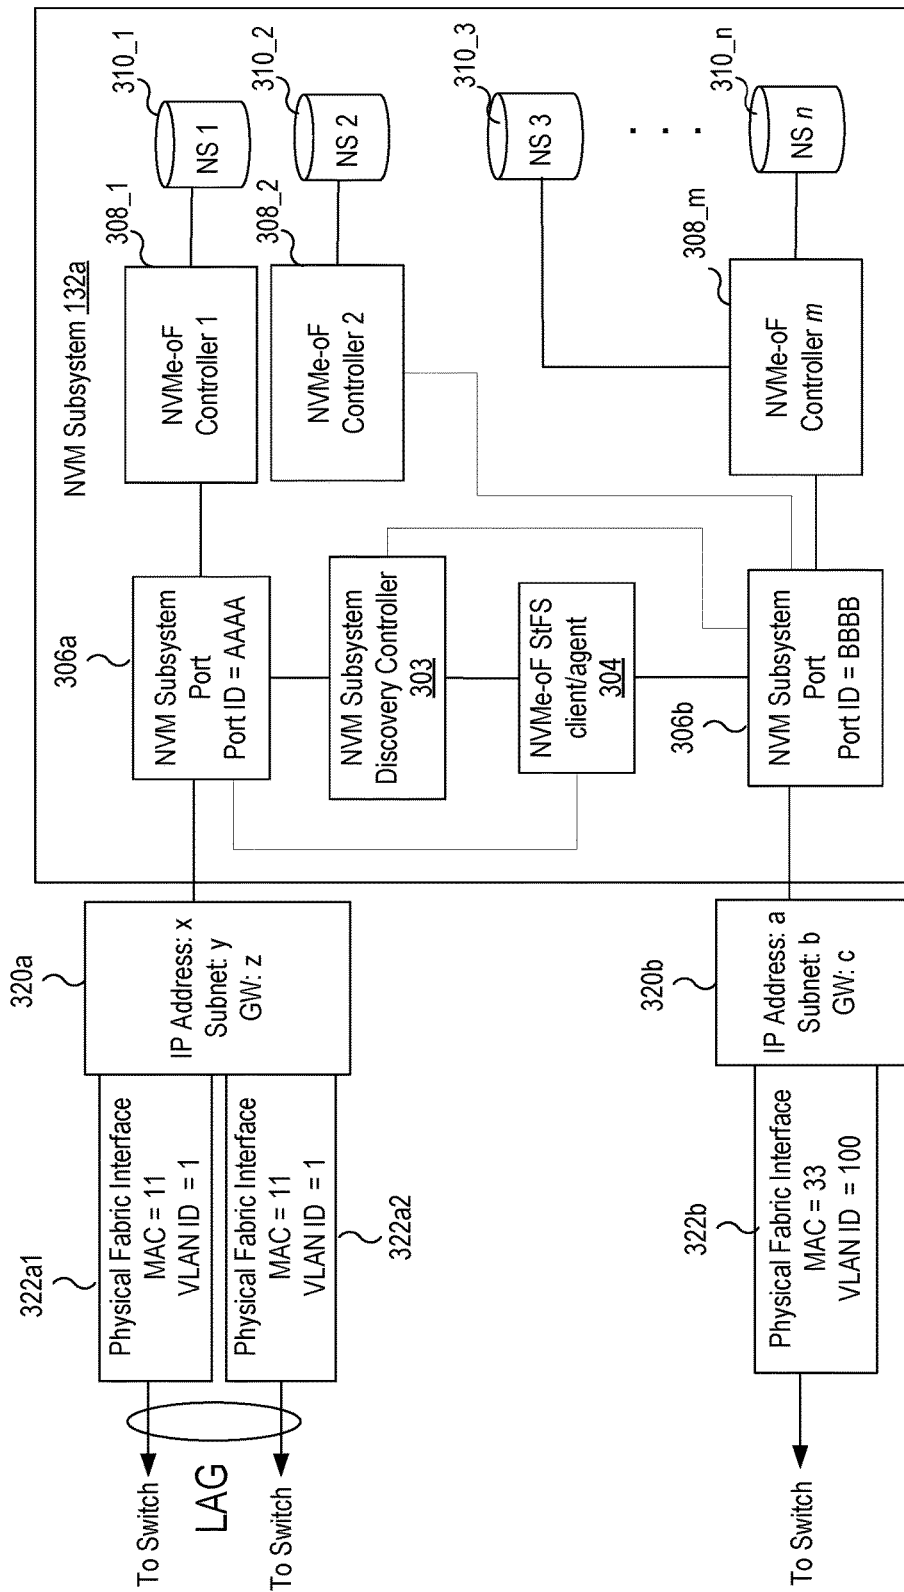 NVM Subsystem 132a
322a1
Physical Fabric Interface
MAC = 11
VLAN ID = 1
Physical Fabric Interface
MAC = 11
VLAN ID = 1
322a2
To Switch
LAG
To Switch
320a
IP Address: x
Subnet: y
GW: z
306a
NVM Subsystem
Port
Port ID = AAAA
308_1
NVMe-oF
Controller 1
310_1
NS 1
308_2
NVMe-oF
Controller 2
310_2
NS 2
NVM Subsystem
Discovery Controller
303
NVMe-oF StFS
client/agent
304
310_3
NS 3
. . .
310_n
NS n
308_m
NVMe-oF
Controller m
306b
NVM Subsystem
Port
Port ID = BBBB
320b
IP Address: a
Subnet: b
GW: c
322b
Physical Fabric Interface
MAC = 33
VLAN ID = 100
To Switch